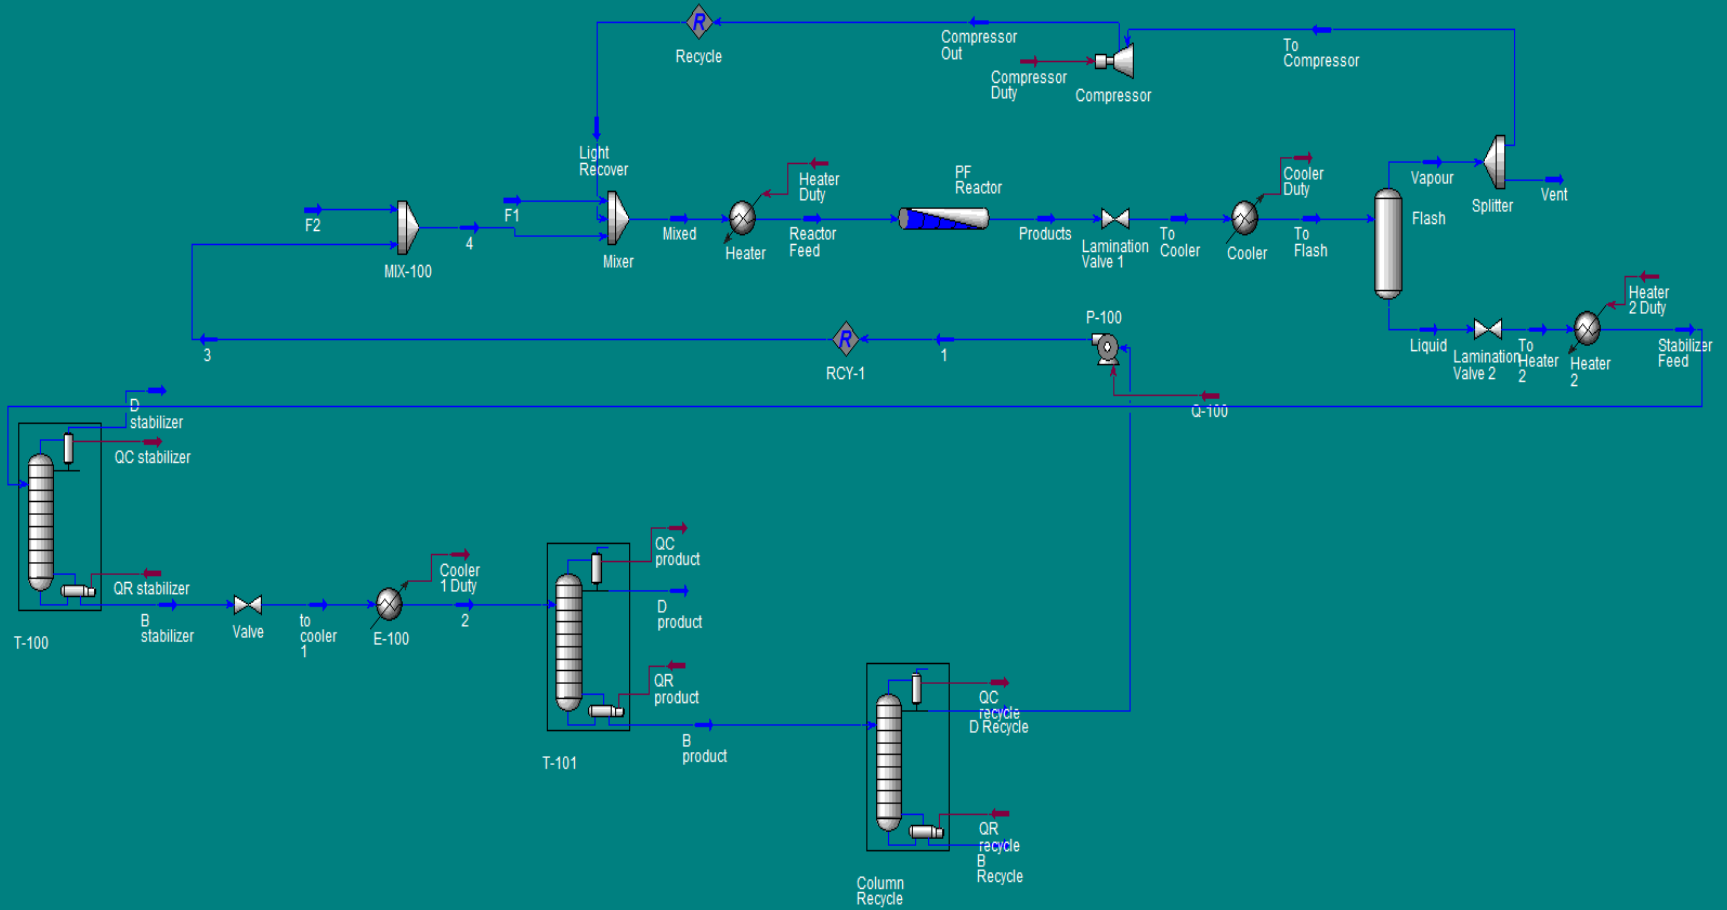 R
Recycle
Compressor
Out
Compressor
Duty
Compressor
To
Compressor
Light
Recover
F2
MIX-100
4
F1
Mixer
Mixed
Heater
Duty
Heater
Reactor
Feed
PF
Reactor
Products
Lamination
Valve 1
To
Cooler
Cooler
Duty
Cooler
To
Flash
Vapour
Flash
Splitter
Vent
Liquid
Lamination
Valve 2
To
Heater
2
Heater
2 Duty
Heater
2
Stabilizer
Feed
3
R
RCY-1
1
P-100
Q-100
D
stabilizer
QC stabilizer
QR stabilizer
B
stabilizer
T-100
Valve
to
cooler
1
Cooler
1 Duty
E-100
2
QC
product
D
product
QR
product
B
product
T-101
QC
recycle
D Recycle
QR
recycle
B
Recycle
Column
Recycle